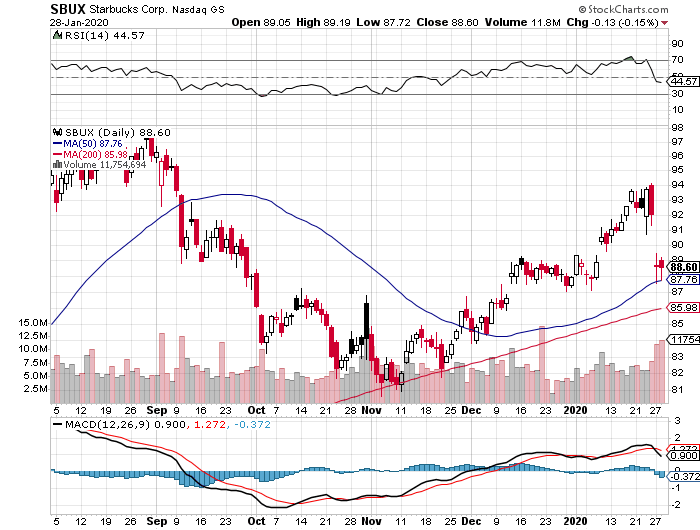 SBUX Starbucks Corp. Nasdaq GS © StockCharts.com
28-Jan-2020 Open 89.05 High 89.19 Low 87.72 Close 88.60 Volume 11.8M Chg -0.13 (-0.15%)
RSI(14) 44.57
90
70
50
44.57
30
10
SBUX (Daily) 88.60
MA(50) 87.76
MA(200) 85.98
Volume 11,754,694
98
97
96
95
94
93
92
91
90
89
88.60
87.76
87
85.98
85
11754
83
82
81
15.0M
12.5M
10.0M
7.5M
5.0M
2.5M
5 12 19 26 Sep 9 16 23 Oct 7 14 21 28 Nov 11 18 25 Dec 9 16 23 2020 13 21 27
MACD(12,26,9) 0.900, 1.272, -0.372
3
2
1.272
0.900
0
-0.372
-1
-2
5 12 19 26 Sep 9 16 23 Oct 7 14 21 28 Nov 11 18 25 Dec 9 16 23 2020 13 21 27